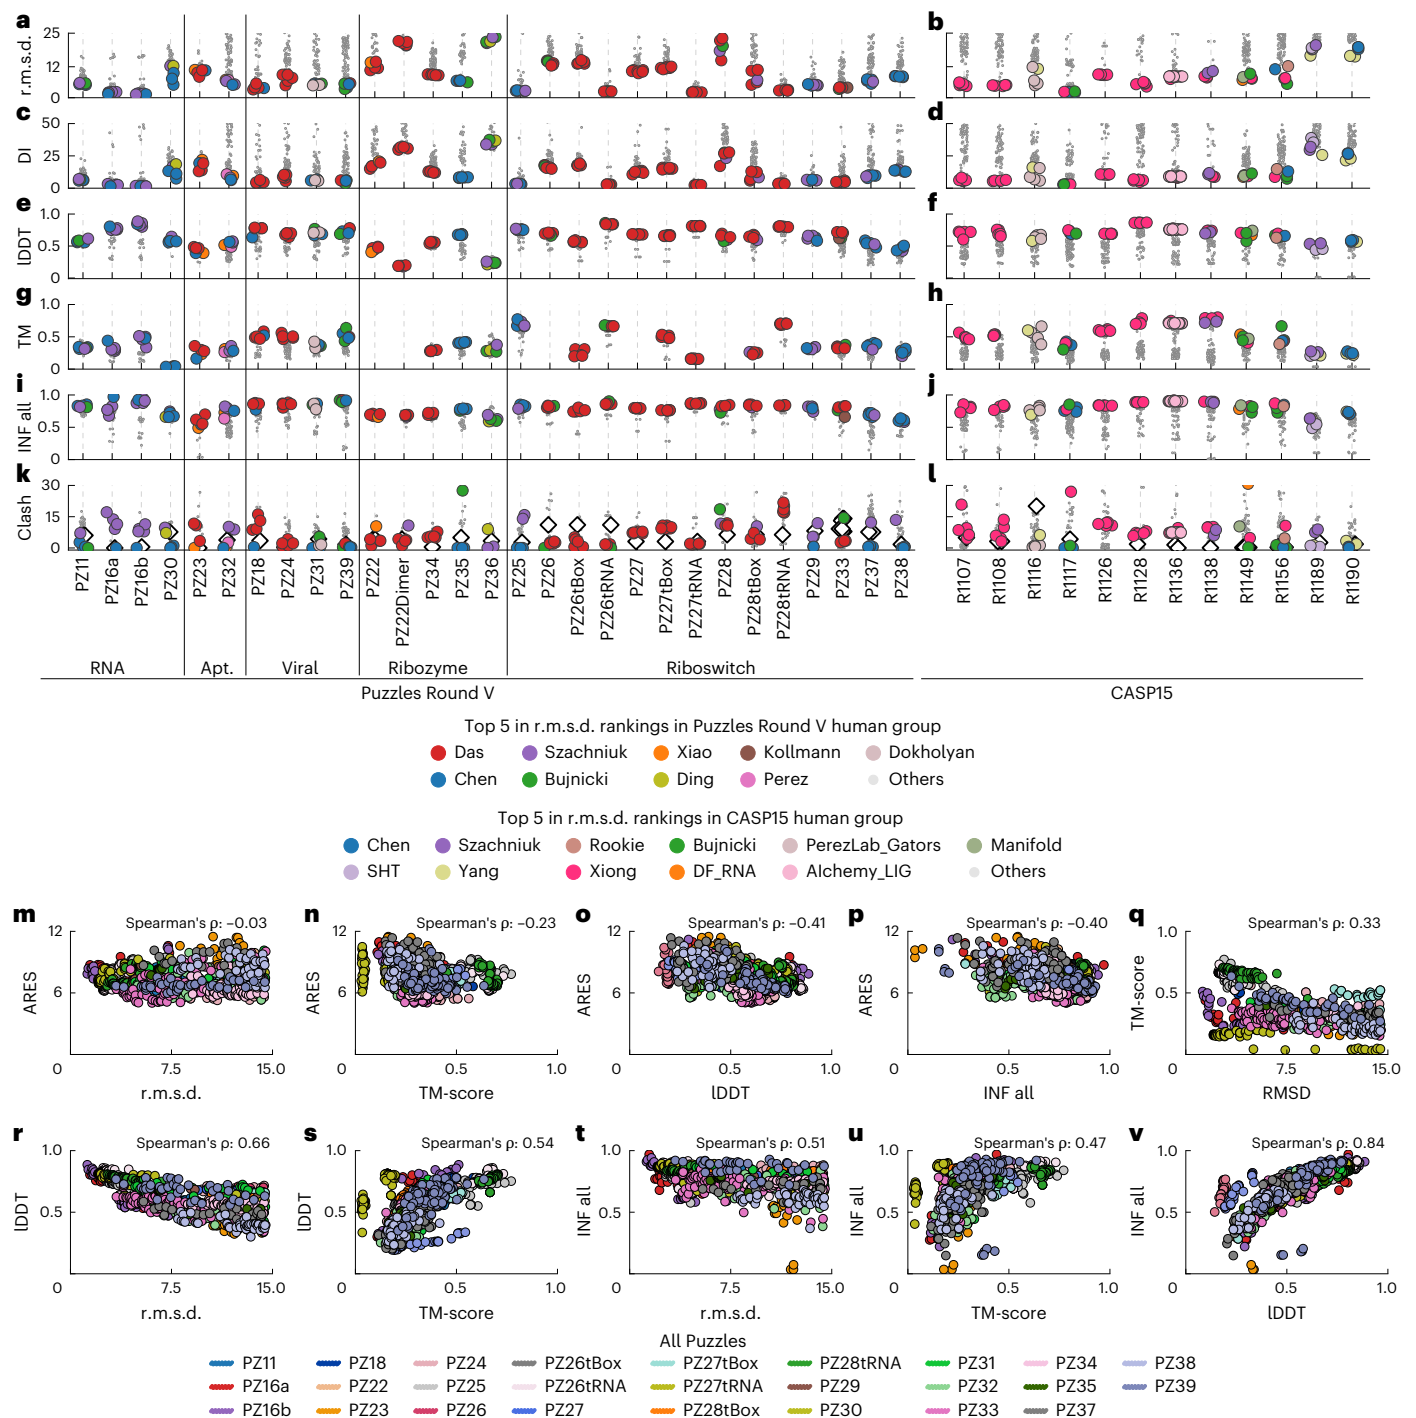 a
b
25
12
0
r.m.s.d.
c
d
50
25
0
DI
e
f
1.0
0.5
0
lDDT
g
h
1.0
0.5
0
TM
i
j
1.0
0.5
0
INF all
k
l
30
15
0
Clash
PZ11 PZ16a PZ16b PZ30 PZ23 PZ32 PZ18 PZ24 PZ31 PZ39 PZ22 PZ22Dimer PZ34 PZ35 PZ36 PZ25 PZ26 PZ26tBox PZ26tRNA PZ27 PZ27tBox PZ27tRNA PZ28 PZ28tBox PZ28tRNA PZ29 PZ33 PZ37 PZ38
R1107 R1108 R1116 R1117 R1126 R1128 R1136 R1138 R1149 R1156 R1189 R1190
RNA Apt. Viral Ribozyme Riboswitch
Puzzles Round V CASP15
Top 5 in r.m.s.d. rankings in Puzzles Round V human group
Das Szachniuk Xiao Kollmann Dokholyan
Chen Bujnicki Ding Perez Others
Top 5 in r.m.s.d. rankings in CASP15 human group
Chen Szachniuk Rookie Bujnicki PerezLab_Gators Manifold
SHT Yang Xiong DF_RNA Alchemy_LIG Others
m
Spearman's ρ: −0.03
12
6
0
7.5
15.0
ARES
r.m.s.d.
n
Spearman's ρ: −0.23
12
6
0
0.5
1.0
ARES
TM-score
o
Spearman's ρ: −0.41
12
6
0
0.5
1.0
ARES
lDDT
p
Spearman's ρ: −0.40
12
6
0
0.5
1.0
ARES
INF all
q
Spearman's ρ: 0.33
1.0
0.5
0
7.5
15.0
TM-score
RMSD
r
Spearman's ρ: 0.66
1.0
0.5
0
7.5
15.0
lDDT
r.m.s.d.
s
Spearman's ρ: 0.54
1.0
0.5
0
0.5
1.0
lDDT
TM-score
t
Spearman's ρ: 0.51
1.0
0.5
0
7.5
15.0
INF all
r.m.s.d.
u
Spearman's ρ: 0.47
1.0
0.5
0
0.5
1.0
INF all
TM-score
v
Spearman's ρ: 0.84
1.0
0.5
0
0.5
1.0
INF all
lDDT
All Puzzles
PZ11 PZ18 PZ24 PZ26tBox PZ27tBox PZ28tRNA PZ31 PZ34 PZ38
PZ16a PZ22 PZ25 PZ26tRNA PZ27tRNA PZ29 PZ32 PZ35 PZ39
PZ16b PZ23 PZ26 PZ27 PZ28tBox PZ30 PZ33 PZ37